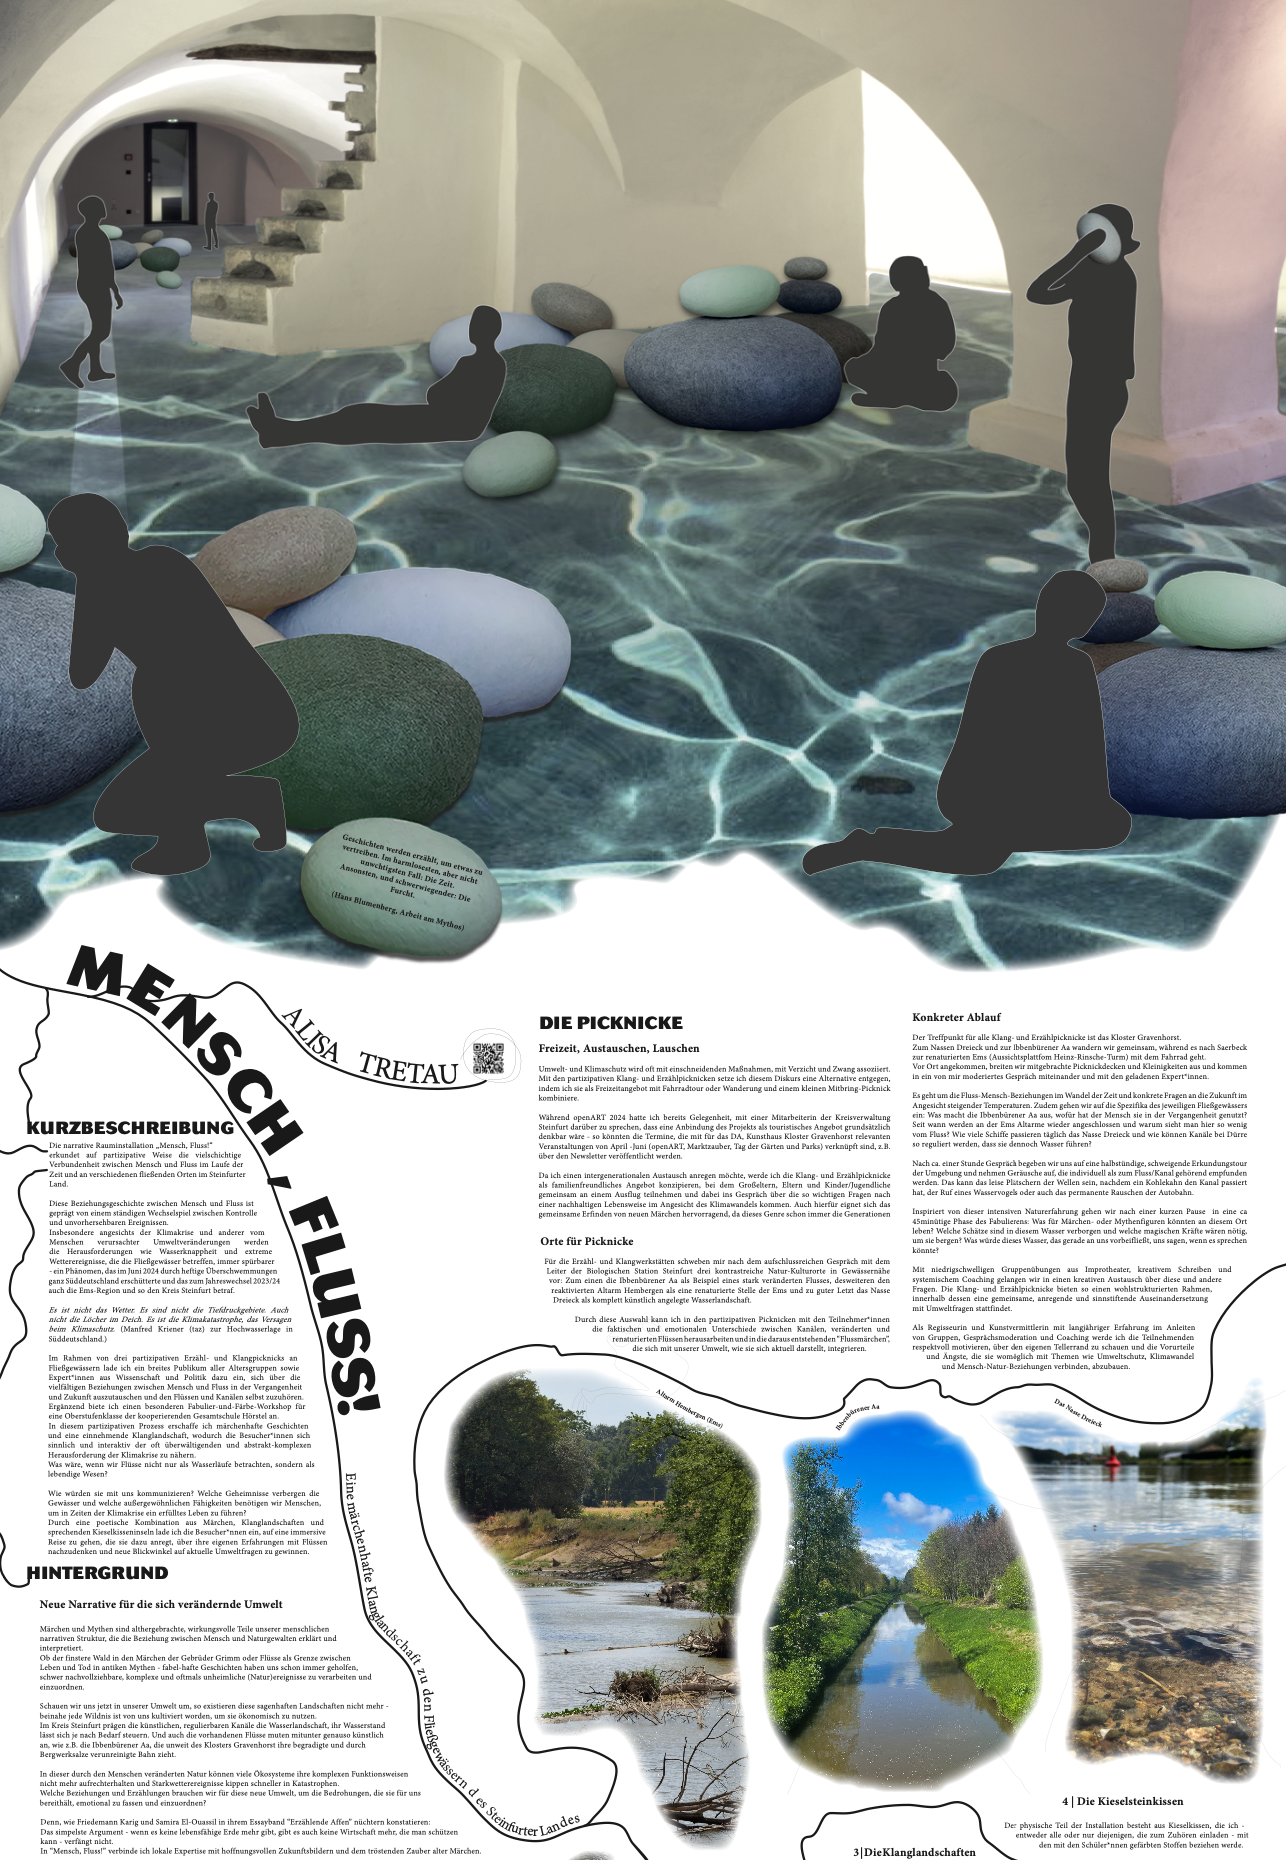 Geschichten werden erzählt, um etwas zu
vertreiben. Im harmlosesten, aber nicht
unwchtigsten Fall: Die Zeit.
Ansonsten, und schwerwiegender: Die
Furcht.
(Hans Blumenberg, Arbeit am Mythos)
MENSCH, FLUSS!
ALISA TRETAU
Eine märchenhafte Klanglandschaft zu den Fließgewässern d es Steinfurter Landes
KURZBESCHREIBUNG
Die narrative Rauminstallation „Mensch, Fluss!“
erkundet auf partizipative Weise die vielschichtige
Verbundenheit zwischen Mensch und Fluss im Laufe der
Zeit und an verschiedenen fließenden Orten im Steinfurter
Land.
Diese Beziehungsgeschichte zwischen Mensch und Fluss ist
geprägt von einem ständigen Wechselspiel zwischen Kontrolle
und unvorhersehbaren Ereignissen.
Insbesondere angesichts der Klimakrise und anderer vom
Menschen verursachter Umweltveränderungen werden
die Herausforderungen wie Wasserknappheit und extreme
Wetterereignisse, die die Fließgewässer betreffen, immer spürbarer
- ein Phänomen, das im Juni 2024 durch heftige Überschwemmungen
ganz Süddeutschland erschütterte und das zum Jahreswechsel 2023/24
auch die Ems-Region und so den Kreis Steinfurt betraf.
Es ist nicht das Wetter. Es sind nicht die Tiefdruckgebiete. Auch
nicht die Löcher im Deich. Es ist die Klimakatastrophe, das Versagen
beim Klimaschutz. (Manfred Kriener (taz) zur Hochwasserlage in
Süddeutschland.)
Im Rahmen von drei partizipativen Erzähl- und Klangpicknicks an
Fließgewässern lade ich ein breites Publikum aller Altersgruppen sowie
Expert*innen aus Wissenschaft und Politik dazu ein, sich über die
vielfältigen Beziehungen zwischen Mensch und Fluss in der Vergangenheit
und Zukunft auszutauschen und den Flüssen und Kanälen selbst zuzuhören.
Ergänzend biete ich einen besonderen Fabulier-und-Färbe-Workshop für
eine Oberstufenklasse der kooperierenden Gesamtschule Hörstel an.
In diesem partizipativen Prozess erschaffe ich märchenhafte Geschichten
und eine einnehmende Klanglandschaft, wodurch die Besucher*innen sich
sinnlich und interaktiv der oft überwältigenden und abstrakt-komplexen
Herausforderung der Klimakrise zu nähern.
Was wäre, wenn wir Flüsse nicht nur als Wasserläufe betrachten, sondern als
lebendige Wesen?
Wie würden sie mit uns kommunizieren? Welche Geheimnisse verbergen die
Gewässer und welche außergewöhnlichen Fähigkeiten benötigen wir Menschen,
um in Zeiten der Klimakrise ein erfülltes Leben zu führen?
Durch eine poetische Kombination aus Märchen, Klanglandschaften und
sprechenden Kieselkisseninseln lade ich die Besucher*innen ein, auf eine immersive
Reise zu gehen, die sie dazu anregt, über ihre eigenen Erfahrungen mit Flüssen
nachzudenken und neue Blickwinkel auf aktuelle Umweltfragen zu gewinnen.
HINTERGRUND
Neue Narrative für die sich verändernde Umwelt
Märchen und Mythen sind althergebrachte, wirkungsvolle Teile unserer menschlichen
narrativen Struktur, die die Beziehung zwischen Mensch und Naturgewalten erklärt und
interpretiert.
Ob der finstere Wald in den Märchen der Gebrüder Grimm oder Flüsse als Grenze zwischen
Leben und Tod in antiken Mythen - fabel-hafte Geschichten haben uns schon immer geholfen,
schwer nachvollziehbare, komplexe und oftmals unheimliche (Natur)ereignisse zu verarbeiten und
einzuordnen.
Schauen wir uns jetzt in unserer Umwelt um, so existieren diese sagenhaften Landschaften nicht mehr -
beinahe jede Wildnis ist von uns kultiviert worden, um sie ökonomisch zu nutzen.
Im Kreis Steinfurt prägen die künstlichen, regulierbaren Kanäle die Wasserlandschaft, ihr Wasserstand
lässt sich je nach Bedarf steuern. Und auch die vorhandenen Flüsse muten mitunter genauso künstlich
an, wie z.B. die Ibbenbürener Aa, die unweit des Klosters Gravenhorst ihre begradigte und durch
Bergwerksalze verunreinigte Bahn zieht.
In dieser durch den Menschen veränderten Natur können viele Ökosysteme ihre komplexen Funktionsweisen
nicht mehr aufrechterhalten und Starkwetterereignisse kippen schneller in Katastrophen.
Welche Beziehungen und Erzählungen brauchen wir für diese neue Umwelt, um die Bedrohungen, die sie für uns
bereithält, emotional zu fassen und einzuordnen?
Denn, wie Friedemann Karig und Samira El-Ouassil in ihrem Essayband "Erzählende Affen" nüchtern konstatieren:
Das simpelste Argument - wenn es keine lebensfähige Erde mehr gibt, gibt es auch keine Wirtschaft mehr, die man schützen
kann - verfängt nicht.
In "Mensch, Fluss!" verbinde ich lokale Expertise mit hoffnungsvollen Zukunftsbildern und dem tröstenden Zauber alter Märchen.
DIE PICKNICKE
Freizeit, Austauschen, Lauschen
Umwelt- und Klimaschutz wird oft mit einschneidenden Maßnahmen, mit Verzicht und Zwang assoziiert.
Mit den partizipativen Klang- und Erzählpicknicken setze ich diesem Diskurs eine Alternative entgegen,
indem ich sie als Freizeitangebot mit Fahrradtour oder Wanderung und einem kleinen Mitbring-Picknick
kombiniere.
Während openART 2024 hatte ich bereits Gelegenheit, mit einer Mitarbeiterin der Kreisverwaltung
Steinfurt darüber zu sprechen, dass eine Anbindung des Projekts als touristisches Angebot grundsätzlich
denkbar wäre - so könnten die Termine, die mit für das DA, Kunsthaus Kloster Gravenhorst relevanten
Veranstaltungen von April -Juni (openART, Marktzauber, Tag der Gärten und Parks) verknüpft sind, z.B.
über den Newsletter veröffentlicht werden.
Da ich einen intergenerationalen Austausch anregen möchte, werde ich die Klang- und Erzählpicknicke
als familienfreundliches Angebot konzipieren, bei dem Großeltern, Eltern und Kinder/Jugendliche
gemeinsam an einem Ausflug teilnehmen und dabei ins Gespräch über die so wichtigen Fragen nach
einer nachhaltigen Lebensweise im Angesicht des Klimawandels kommen. Auch hierfür eignet sich das
gemeinsame Erfinden von neuen Märchen hervorragend, da dieses Genre schon immer die Generationen
Orte für Picknicke
Für die Erzähl- und Klangwerkstätten schweben mir nach dem aufschlussreichen Gespräch mit dem
Leiter der Biologischen Station Steinfurt drei kontrastreiche Natur-Kulturorte in Gewässernähe
vor: Zum einen die Ibbenbürener Aa als Beispiel eines stark veränderten Flusses, desweiteren den
reaktivierten Altarm Hembergen als eine renaturierte Stelle der Ems und zu guter Letzt das Nasse
Dreieck als komplett künstlich angelegte Wasserlandschaft.
Durch diese Auswahl kann ich in den partizipativen Picknicken mit den Teilnehmer*innen
die faktischen und emotionalen Unterschiede zwischen Kanälen, veränderten und
renaturierten Flüssen herausarbeiten und in die daraus entstehenden "Flussmärchen",
die sich mit unserer Umwelt, wie sie sich aktuell darstellt, integrieren.
Konkreter Ablauf
Der Treffpunkt für alle Klang- und Erzählpicknicke ist das Kloster Gravenhorst.
Zum Nassen Dreieck und zur Ibbenbürener Aa wandern wir gemeinsam, während es nach Saerbeck
zur renaturierten Ems (Aussichtsplattfom Heinz-Rinsche-Turm) mit dem Fahrrad geht.
Vor Ort angekommen, breiten wir mitgebrachte Picknickdecken und Kleinigkeiten aus und kommen
in ein von mir moderiertes Gespräch miteinander und mit den geladenen Expert*innen.
Es geht um die Fluss-Mensch-Beziehungen im Wandel der Zeit und konkrete Fragen an die Zukunft im
Angesicht steigender Temperaturen. Zudem gehen wir auf die Spezifika des jeweiligen Fließgewässers
ein: Was macht die Ibbenbürener Aa aus, wofür hat der Mensch sie in der Vergangenheit genutzt?
Seit wann werden an der Ems Altarme wieder angeschlossen und warum sieht man hier so wenig
vom Fluss? Wie viele Schiffe passieren täglich das Nasse Dreieck und wie können Kanäle bei Dürre
so reguliert werden, dass sie dennoch Wasser führen?
Nach ca. einer Stunde Gespräch begeben wir uns auf eine halbstündige, schweigende Erkundungstour
der Umgebung und nehmen Geräusche auf, die individuell als zum Fluss/Kanal gehörend empfunden
werden. Das kann das leise Plätschern der Wellen sein, nachdem ein Kohlekahn den Kanal passiert
hat, der Ruf eines Wasservogels oder auch das permanente Rauschen der Autobahn.
Inspiriert von dieser intensiven Naturerfahrung gehen wir nach einer kurzen Pause in eine ca
45minütige Phase des Fabulierens: Was für Märchen- oder Mythenfiguren könnten an diesem Ort
leben? Welche Schätze sind in diesem Wasser verborgen und welche magischen Kräfte wären nötig,
um sie bergen? Was würde dieses Wasser, das gerade an uns vorbeifließt, uns sagen, wenn es sprechen
könnte?
Mit niedrigschwelligen Gruppenübungen aus Improtheater, kreativem Schreiben und
systemischem Coaching gelangen wir in einen kreativen Austausch über diese und andere
Fragen. Die Klang- und Erzählpicknicke bieten so einen wohlstrukturierten Rahmen,
innerhalb dessen eine gemeinsame, anregende und sinnstiftende Auseinandersetzung
mit Umweltfragen stattfindet.
Als Regisseurin und Kunstvermittlerin mit langjähriger Erfahrung im Anleiten
von Gruppen, Gesprächsmoderation und Coaching werde ich die Teilnehmenden
respektvoll motivieren, über den eigenen Tellerrand zu schauen und die Vorurteile
und Ängste, die sie womöglich mit Themen wie Umweltschutz, Klimawandel
und Mensch-Natur-Beziehungen verbinden, abzubauen.
Altarm Hembergen (Ems)
Ibbenbürener Aa
Das Nasse Dreieck
3|DieKlanglandschaften
4 | Die Kieselsteinkissen
Der physische Teil der Installation besteht aus Kieselkissen, die ich -
entweder alle oder nur diejenigen, die zum Zuhören einladen - mit
den mit den Schüler*innen gefärbten Stoffen beziehen werde.